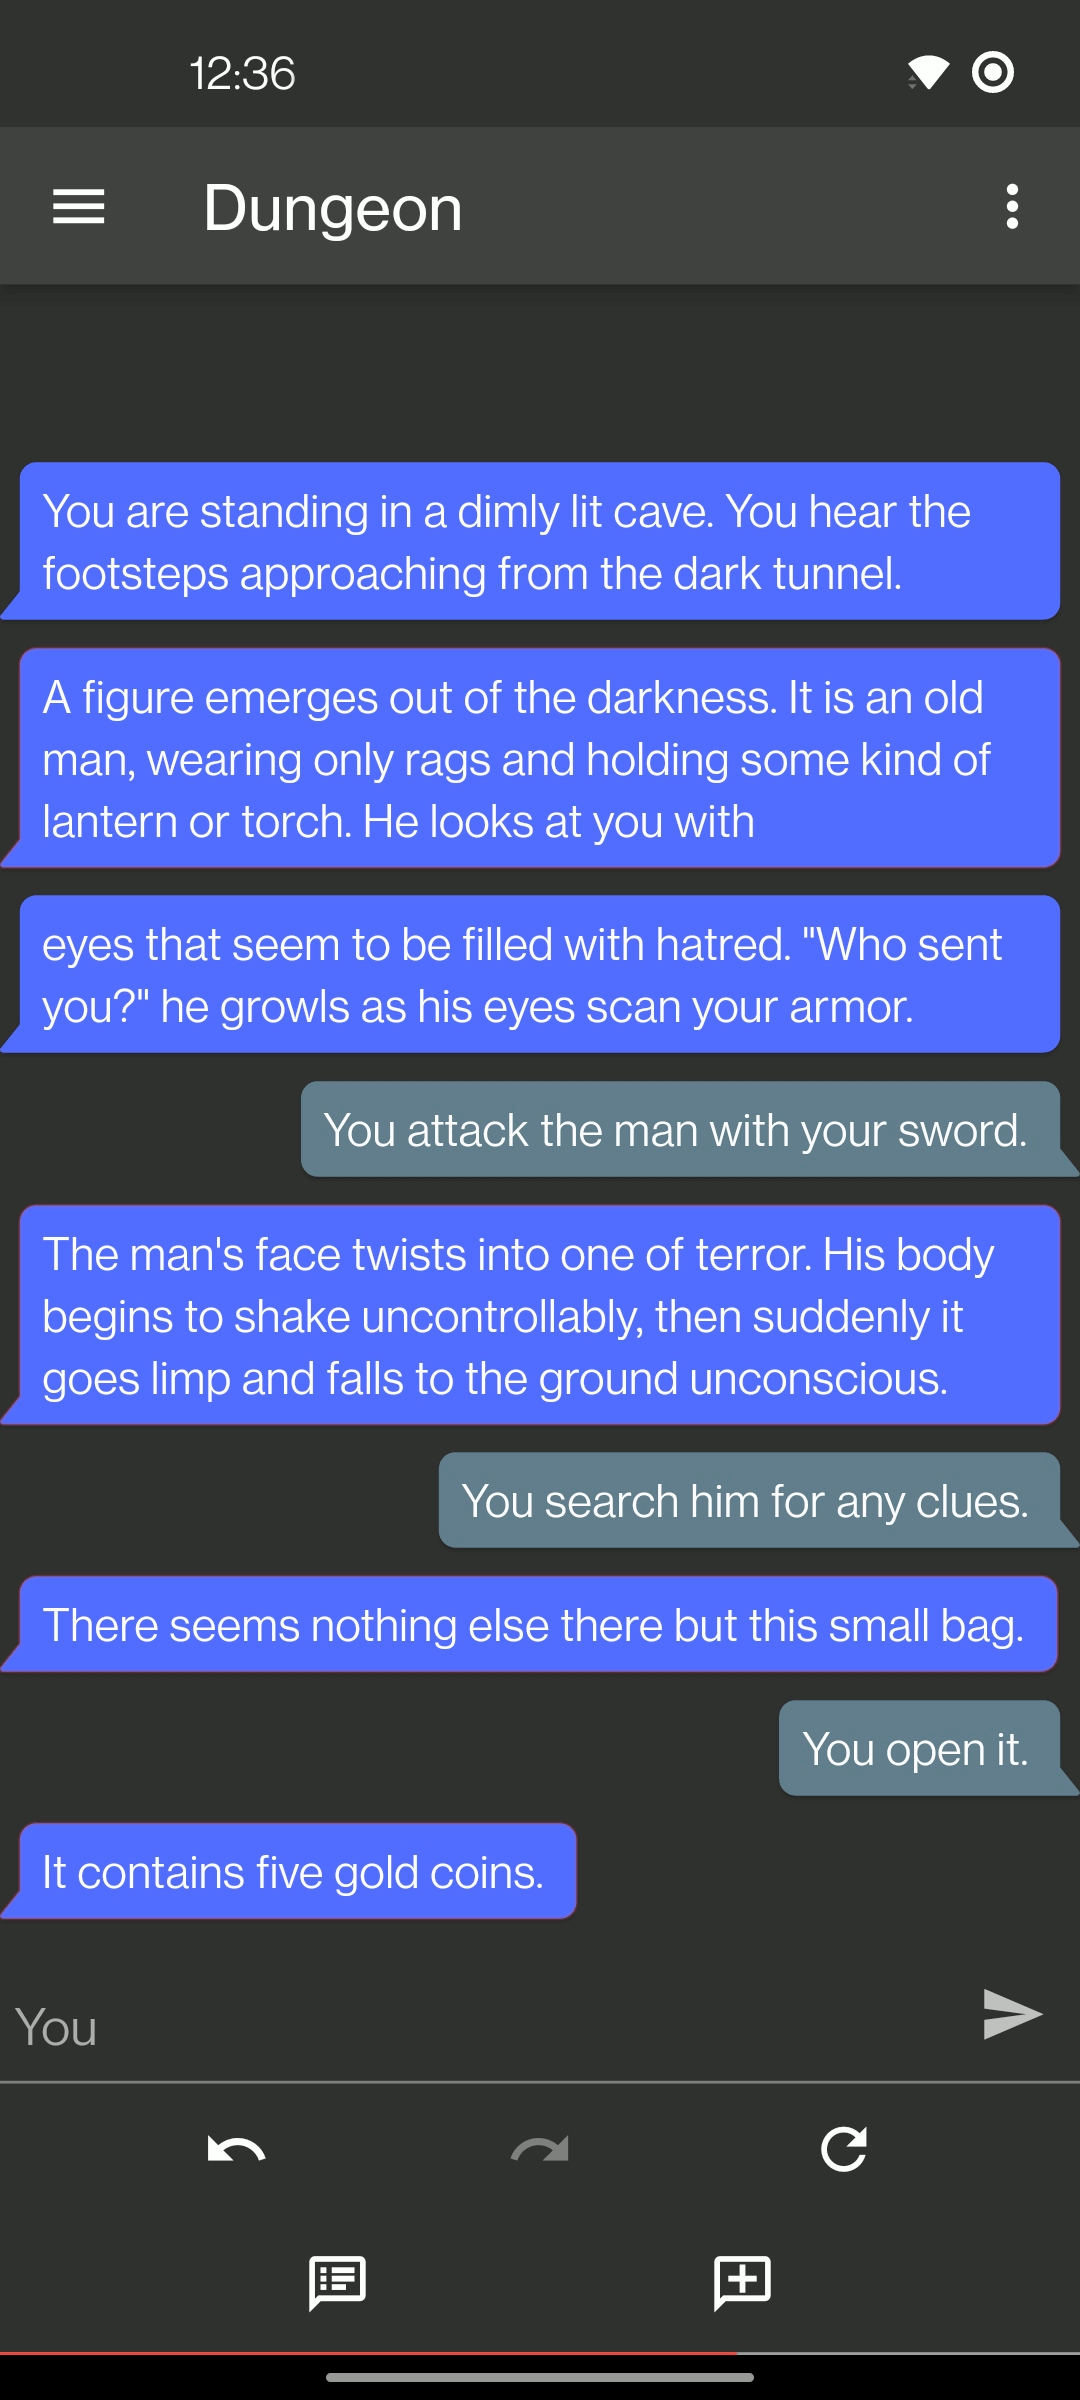 12:36
Dungeon
You are standing in a dimly lit cave. You hear the
footsteps approaching from the dark tunnel.
A figure emerges out of the darkness. It is an old
man, wearing only rags and holding some kind of
lantern or torch. He looks at you with
eyes that seem to be filled with hatred. "Who sent
you?" he growls as his eyes scan your armor.
You attack the man with your sword.
The man's face twists into one of terror. His body
begins to shake uncontrollably, then suddenly it
goes limp and falls to the ground unconscious.
You search him for any clues.
There seems nothing else there but this small bag.
You open it.
It contains five gold coins.
You